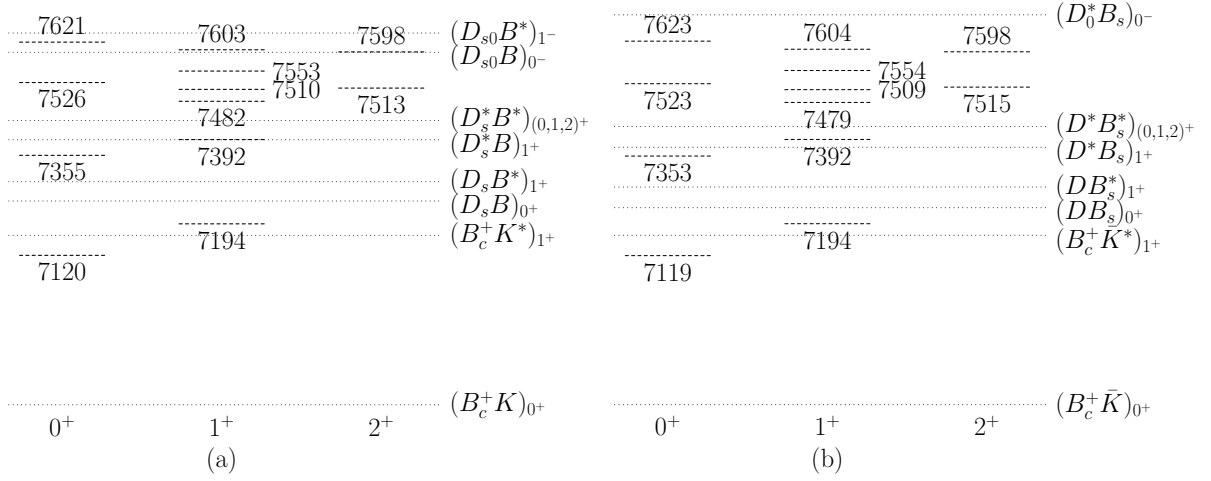 7621
7603
7598
(D_{s0}B^*)_{1^-}
(D_{s0}B)_{0^-}
7553
7510
7526
7513
7482
(D_s^*B^*)_{(0,1,2)^+}
(D_s^*B)_{1^+}
7392
7355
(D_sB^*)_{1^+}
(D_sB)_{0^+}
7194
(B_c^+K^*)_{1^+}
7120
(B_c^+K)_{0^+}
0^+ 1^+ 2^+
(a)
(D_0^*B_s)_{0^-}
7623
7604
7598
7554
7509
7523
7515
7479
(D^*B_s^*)_{(0,1,2)^+}
(D^*B_s)_{1^+}
7392
7353
(DB_s^*)_{1^+}
(DB_s)_{0^+}
7194
(B_c^+\bar{K}^*)_{1^+}
7119
(B_c^+\bar{K})_{0^+}
0^+ 1^+ 2^+
(b)